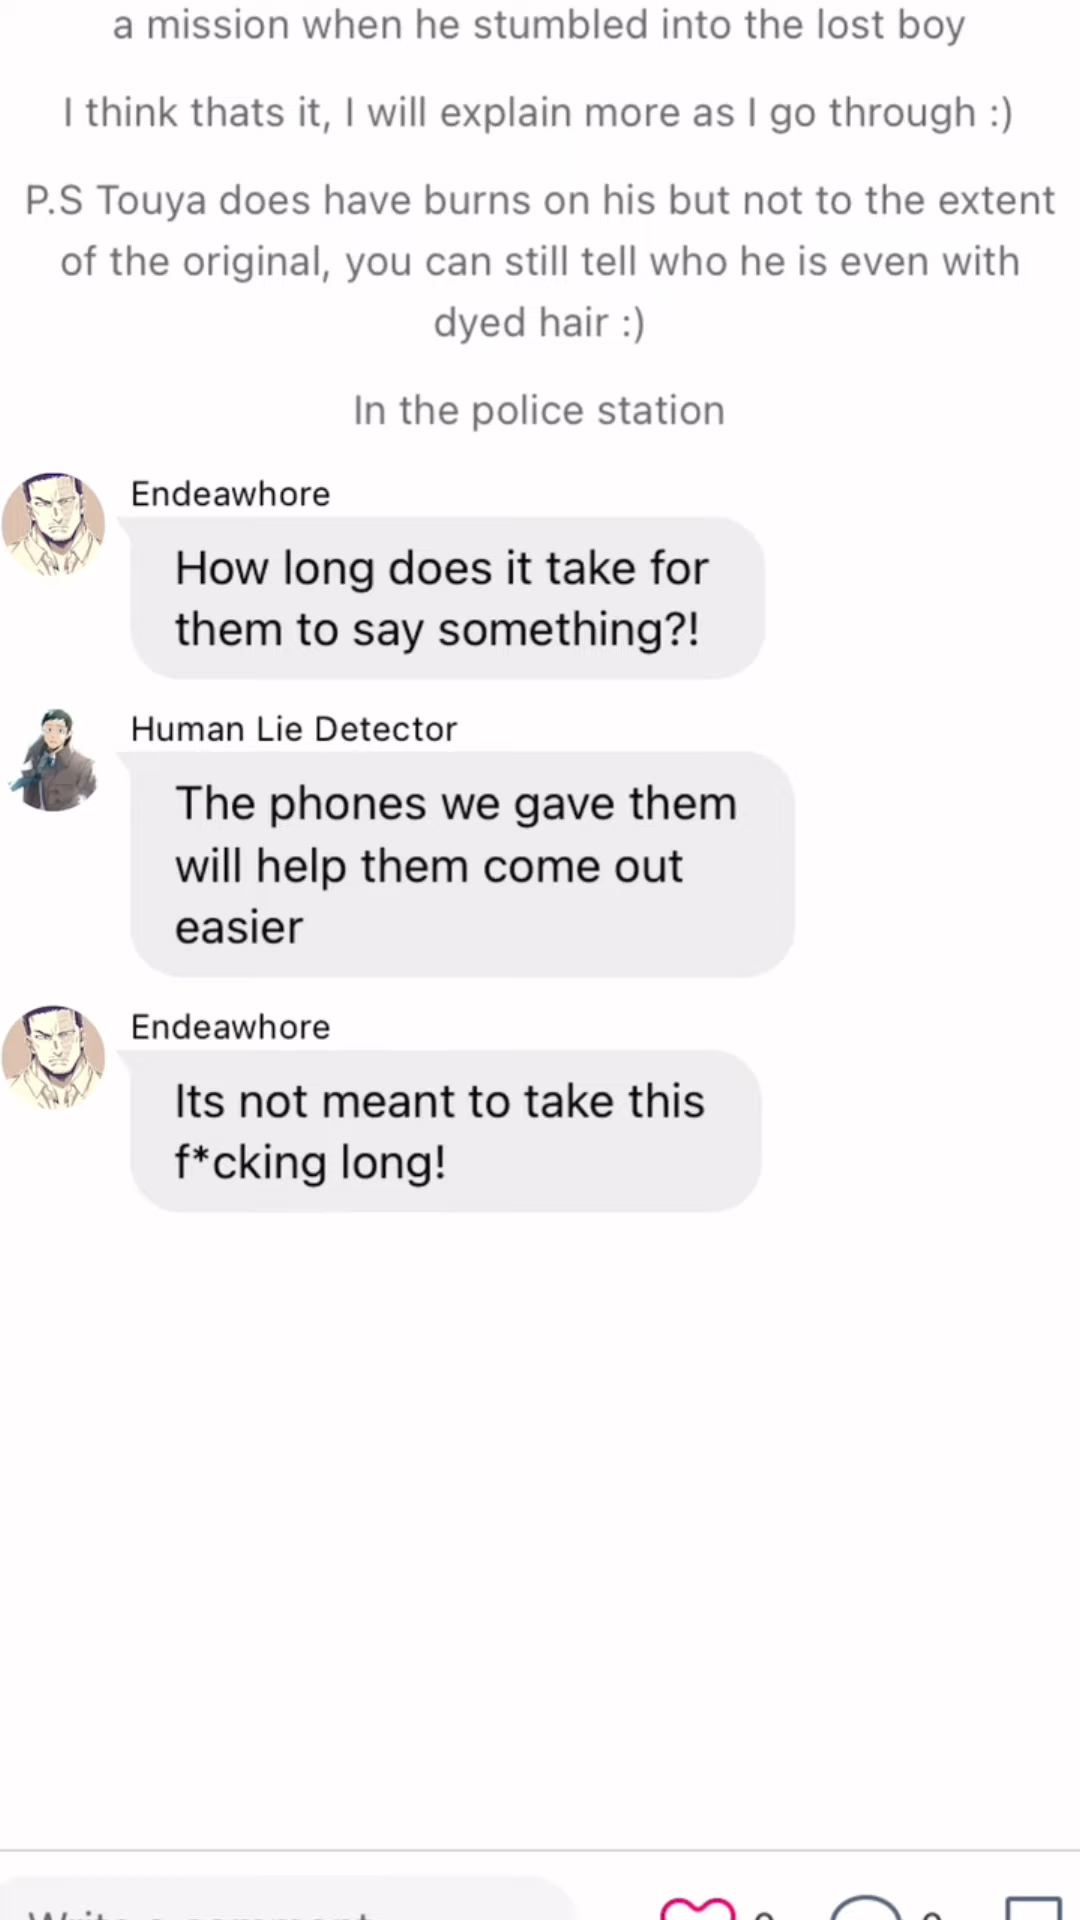 a mission when he stumbled into the lost boy
I think thats it, I will explain more as I go through :)
P.S Touya does have burns on his but not to the extent
of the original, you can still tell who he is even with
dyed hair :)
In the police station
Endeawhore
How long does it take for
them to say something?!
Human Lie Detector
The phones we gave them
will help them come out
easier
Endeawhore
Its not meant to take this
f*cking long!
Write a comment